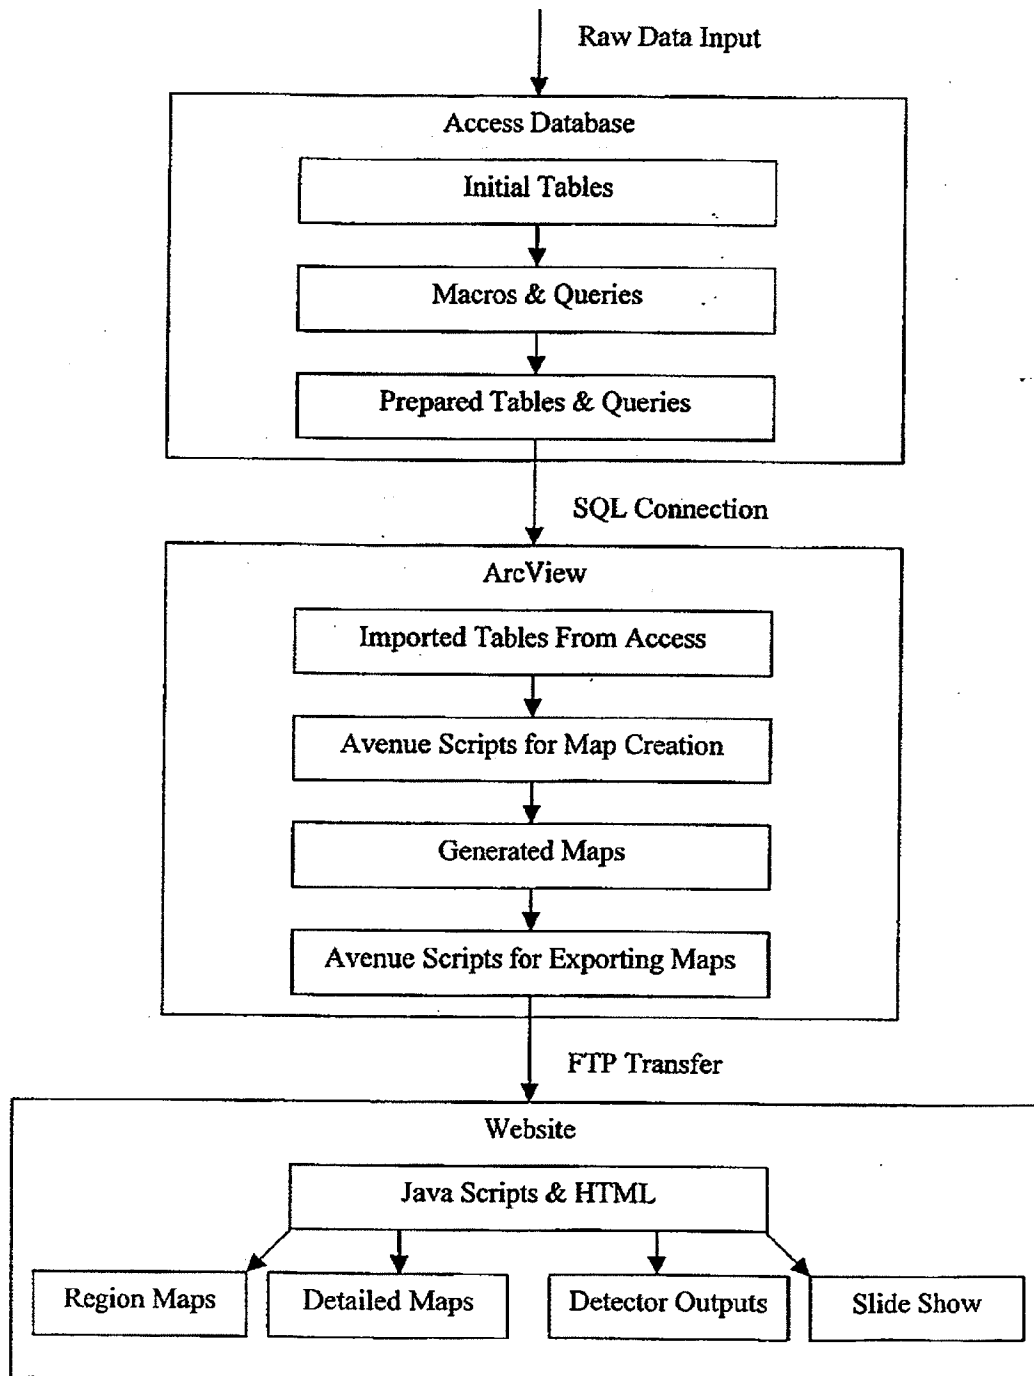 Raw Data Input
Access Database
Initial Tables
Macros & Queries
Prepared Tables & Queries
SQL Connection
ArcView
Imported Tables From Access
Avenue Scripts for Map Creation
Generated Maps
Avenue Scripts for Exporting Maps
FTP Transfer
Website
Java Scripts & HTML
Region Maps
Detailed Maps
Detector Outputs
Slide Show